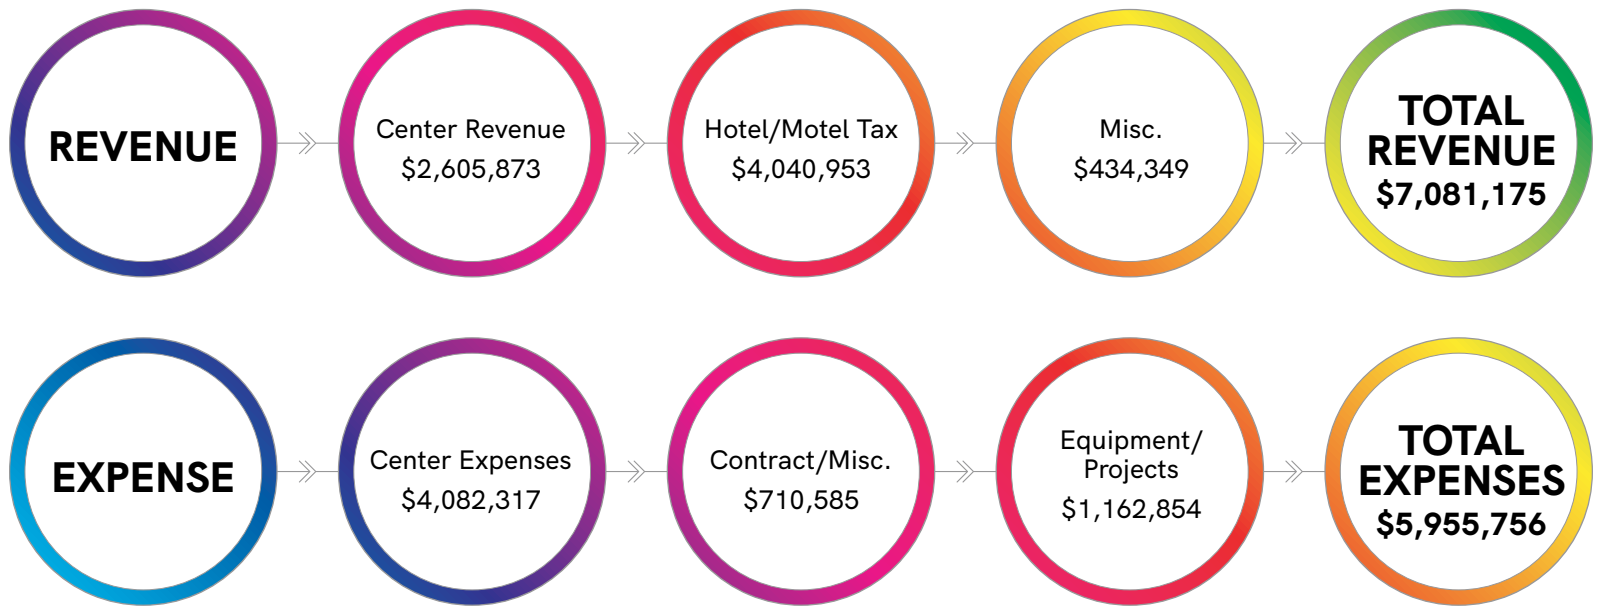 REVENUE
Center Revenue
$2,605,873
Hotel/Motel Tax
$4,040,953
Misc.
$434,349
TOTAL
REVENUE
$7,081,175
EXPENSE
Center Expenses
$4,082,317
Contract/Misc.
$710,585
Equipment/
Projects
$1,162,854
TOTAL
EXPENSES
$5,955,756